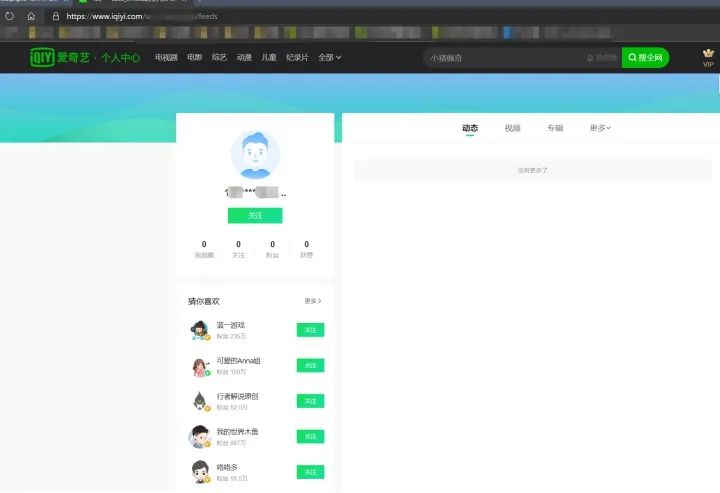 https://www.iqiyi.com/u /feeds
iQIYI 爱奇艺·个人中心 电视剧 电影 综艺 动漫 儿童 纪录片 全部 小猪佩奇 热搜榜 搜全网 VIP
动态 视频 专辑 更多
没有更多了
***
关注
0 0 0 0
泡泡圈 关注 粉丝 获赞
猜你喜欢 更多
蓝一游戏
粉丝 235万
关注
可爱的Anna姐
粉丝 159万
关注
行者解说原创
粉丝 52.0万
关注
我的世界木鱼
粉丝 887万
关注
咯咯多
粉丝 58.5万
关注